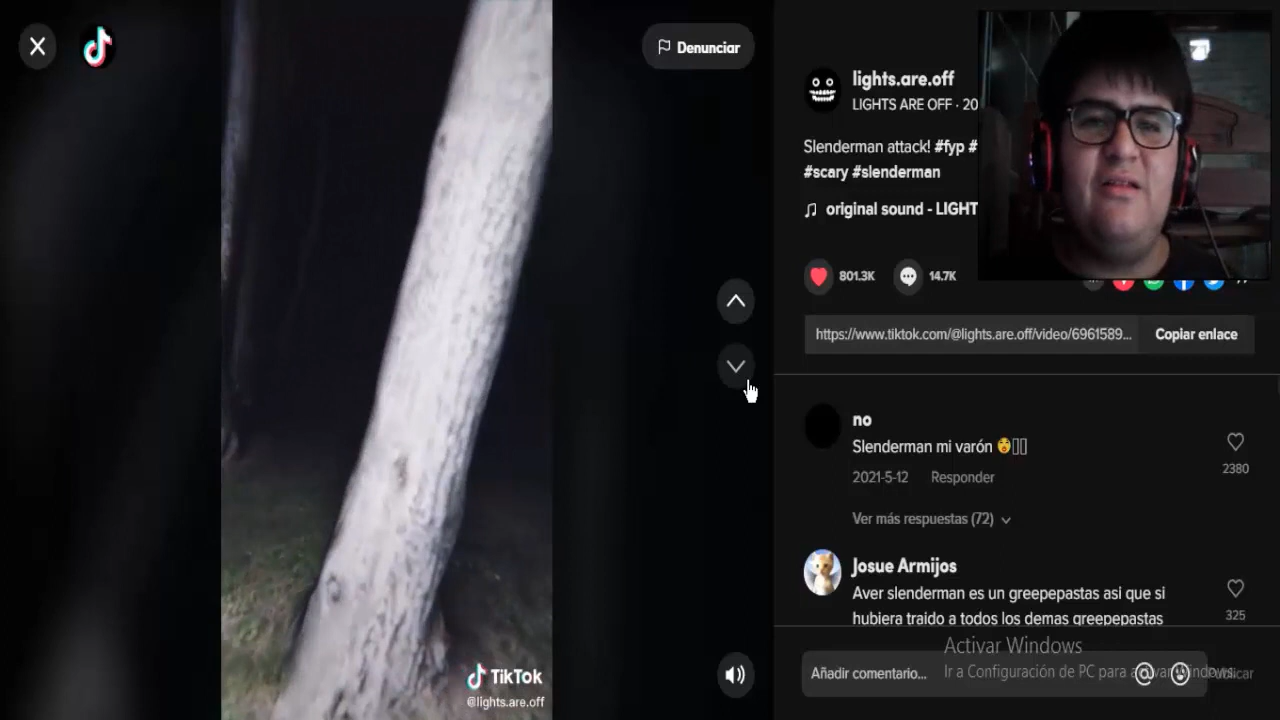 Denunciar
lights.are.off
LIGHTS ARE OFF · 20
Slenderman attack! #fyp #
#scary #slenderman
original sound - LIGHT
801.3K
14.7K
https://www.tiktok.com/@lights.are.off/video/6961589...
Copiar enlace
no
Slenderman mi varón
2380
2021-5-12
Responder
Ver más respuestas (72)
Josue Armijos
Aver slenderman es un greepepastas asi que si
hubiera traido a todos los demas greepepastas
325
Activar Windows
Ir a Configuración de PC para activar Windows.
Añadir comentario...
TikTok
@lights.are.off